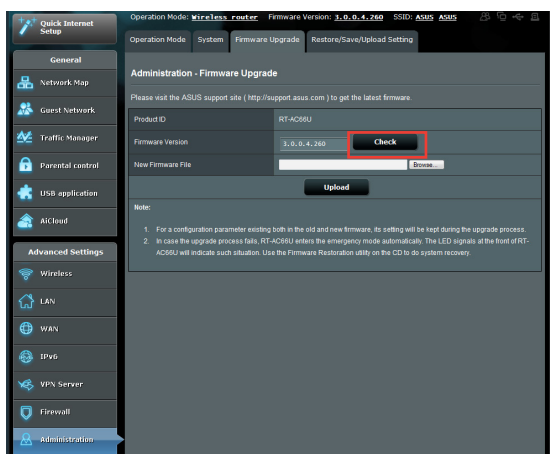 Quick Internet
Setup
Operation Mode: Wireless router Firmware Version: 3.0.0.4.260 SSID: ASUS ASUS
Operation Mode System Firmware Upgrade Restore/Save/Upload Setting
General
Network Map
Guest Network
Traffic Manager
Parental control
USB application
AiCloud
Advanced Settings
Wireless
LAN
WAN
IPv6
VPN Server
Firewall
Administration
Administration - Firmware Upgrade
Please visit the ASUS support site ( http://support.asus.com ) to get the latest firmware.
Product ID RT-AC66U
Firmware Version 3.0.0.4.260 Check
New Firmware File Browse...
Upload
Note:
1. For a configuration parameter existing both in the old and new firmware, its setting will be kept during the upgrade process.
2. In case the upgrade process fails, RT-AC66U enters the emergency mode automatically. The LED signals at the front of RT-
AC66U will indicate such situation. Use the Firmware Restoration utility on the CD to do system recovery.